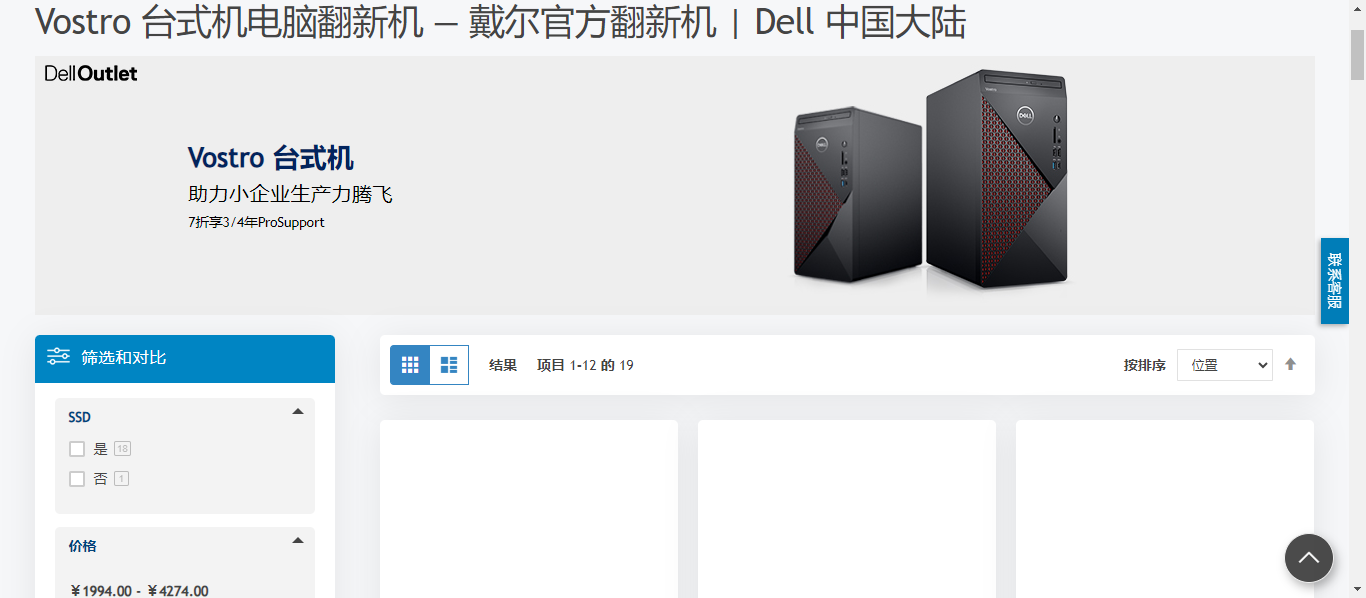 Vostro 台式机电脑翻新机 — 戴尔官方翻新机 | Dell 中国大陆
DellOutlet
Vostro 台式机
助力小企业生产力腾飞
7折享3/4年ProSupport
联系客服
筛选和对比
结果 项目 1-12 的 19
按排序 位置
SSD
是 18
否 1
价格
￥1994.00 - ￥4274.00